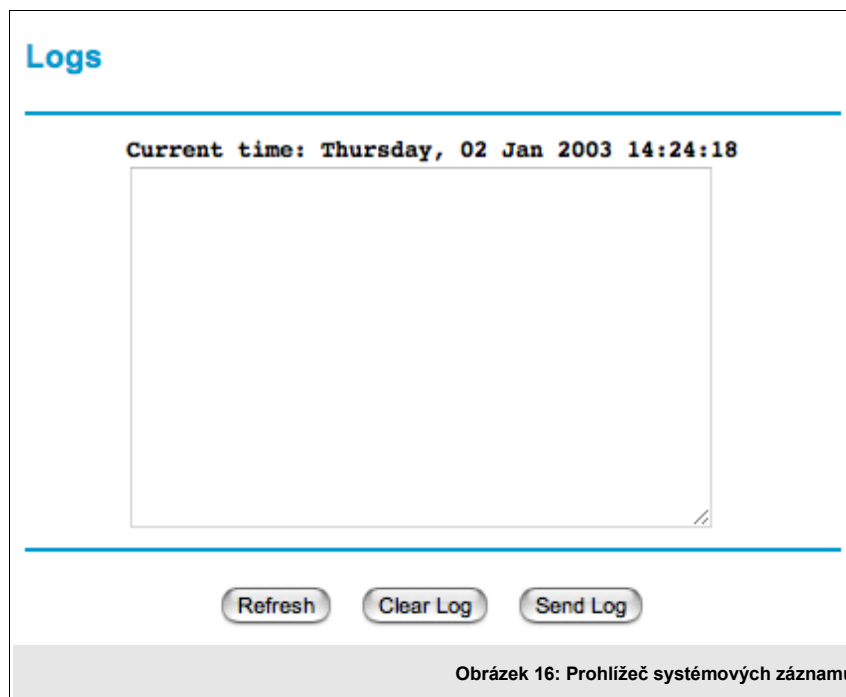 Logs
Current time: Thursday, 02 Jan 2003 14:24:18
Refresh Clear Log Send Log
Obrázek 16: Prohlížeč systémových záznamů